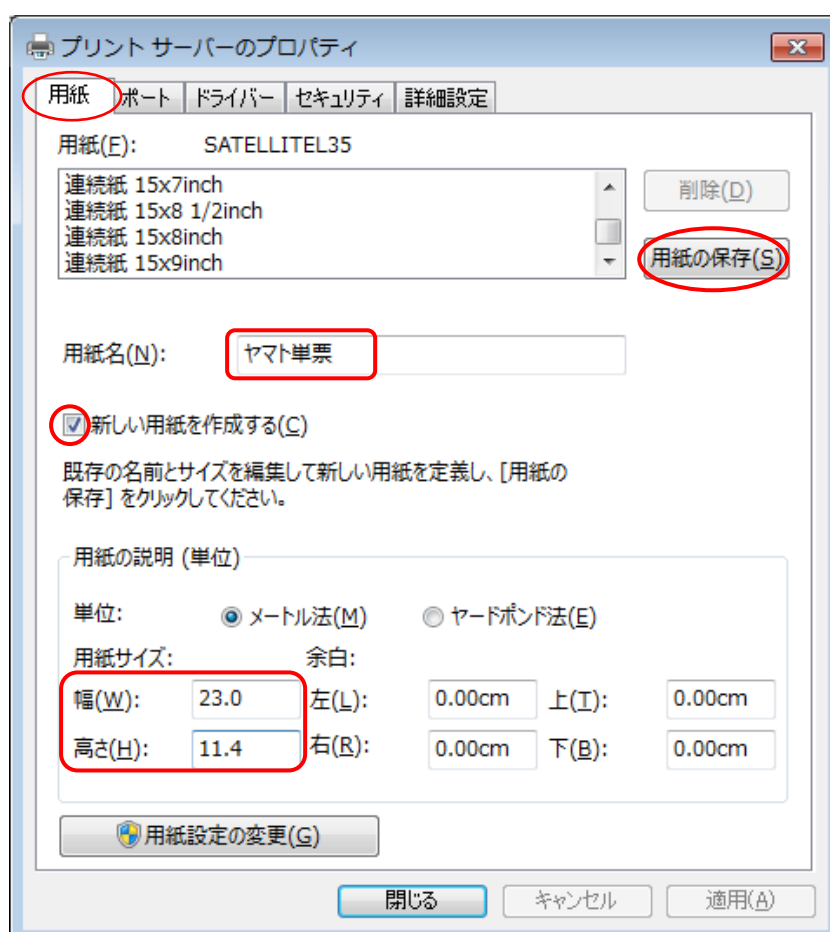 プリント サーバーのプロパティ
用紙 ポート ドライバー セキュリティ 詳細設定
用紙(F): SATELLITEL35
連続紙 15x7inch
連続紙 15x8 1/2inch
連続紙 15x8inch
連続紙 15x9inch
削除(D)
用紙の保存(S)
用紙名(N): ヤマト単票
新しい用紙を作成する(C)
既存の名前とサイズを編集して新しい用紙を定義し、[用紙の
保存] をクリックしてください。
用紙の説明 (単位)
単位: メートル法(M) ヤードポンド法(E)
用紙サイズ: 余白:
幅(W): 23.0 左(L): 0.00cm 上(T): 0.00cm
高さ(H): 11.4 右(R): 0.00cm 下(B): 0.00cm
用紙設定の変更(G)
閉じる キャンセル 適用(A)